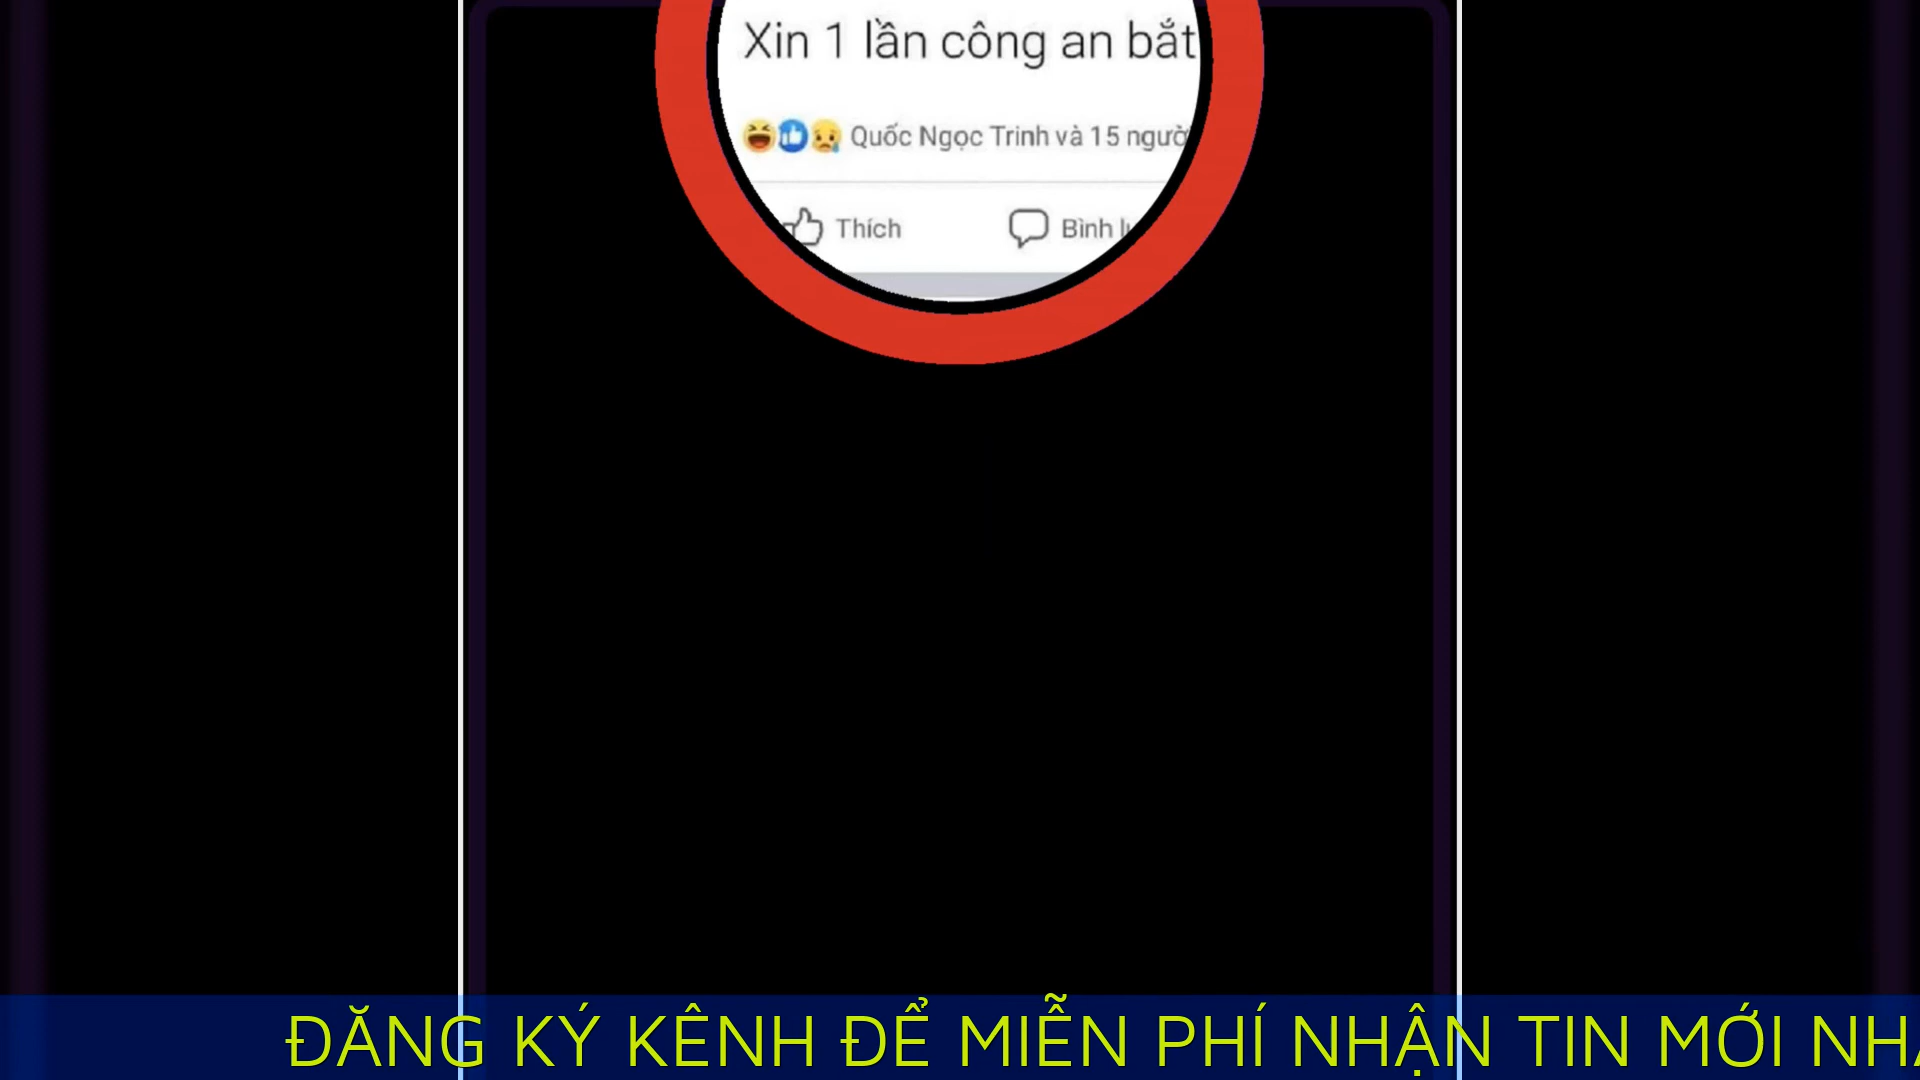 Xin 1 lần công an bắt
Quốc Ngọc Trinh và 15
Thích
Bình
ĐĂNG KÝ KÊNH ĐỂ MIỄN PHÍ NHẬN TIN MỚI